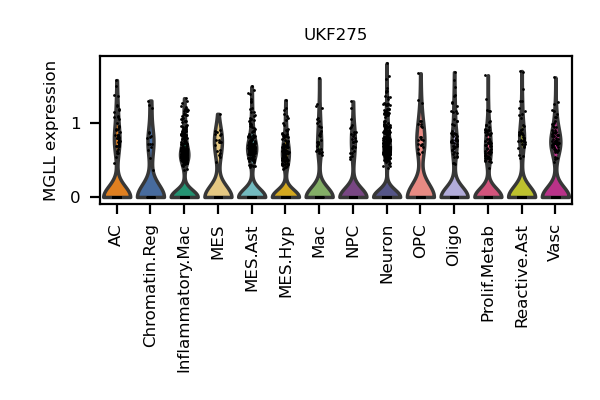 UKF275
MGLL expression
1
0
AC
Chromatin.Reg
Inflammatory.Mac
MES
MES.Ast
MES.Hyp
Mac
NPC
Neuron
OPC
Oligo
Prolif.Metab
Reactive.Ast
Vasc